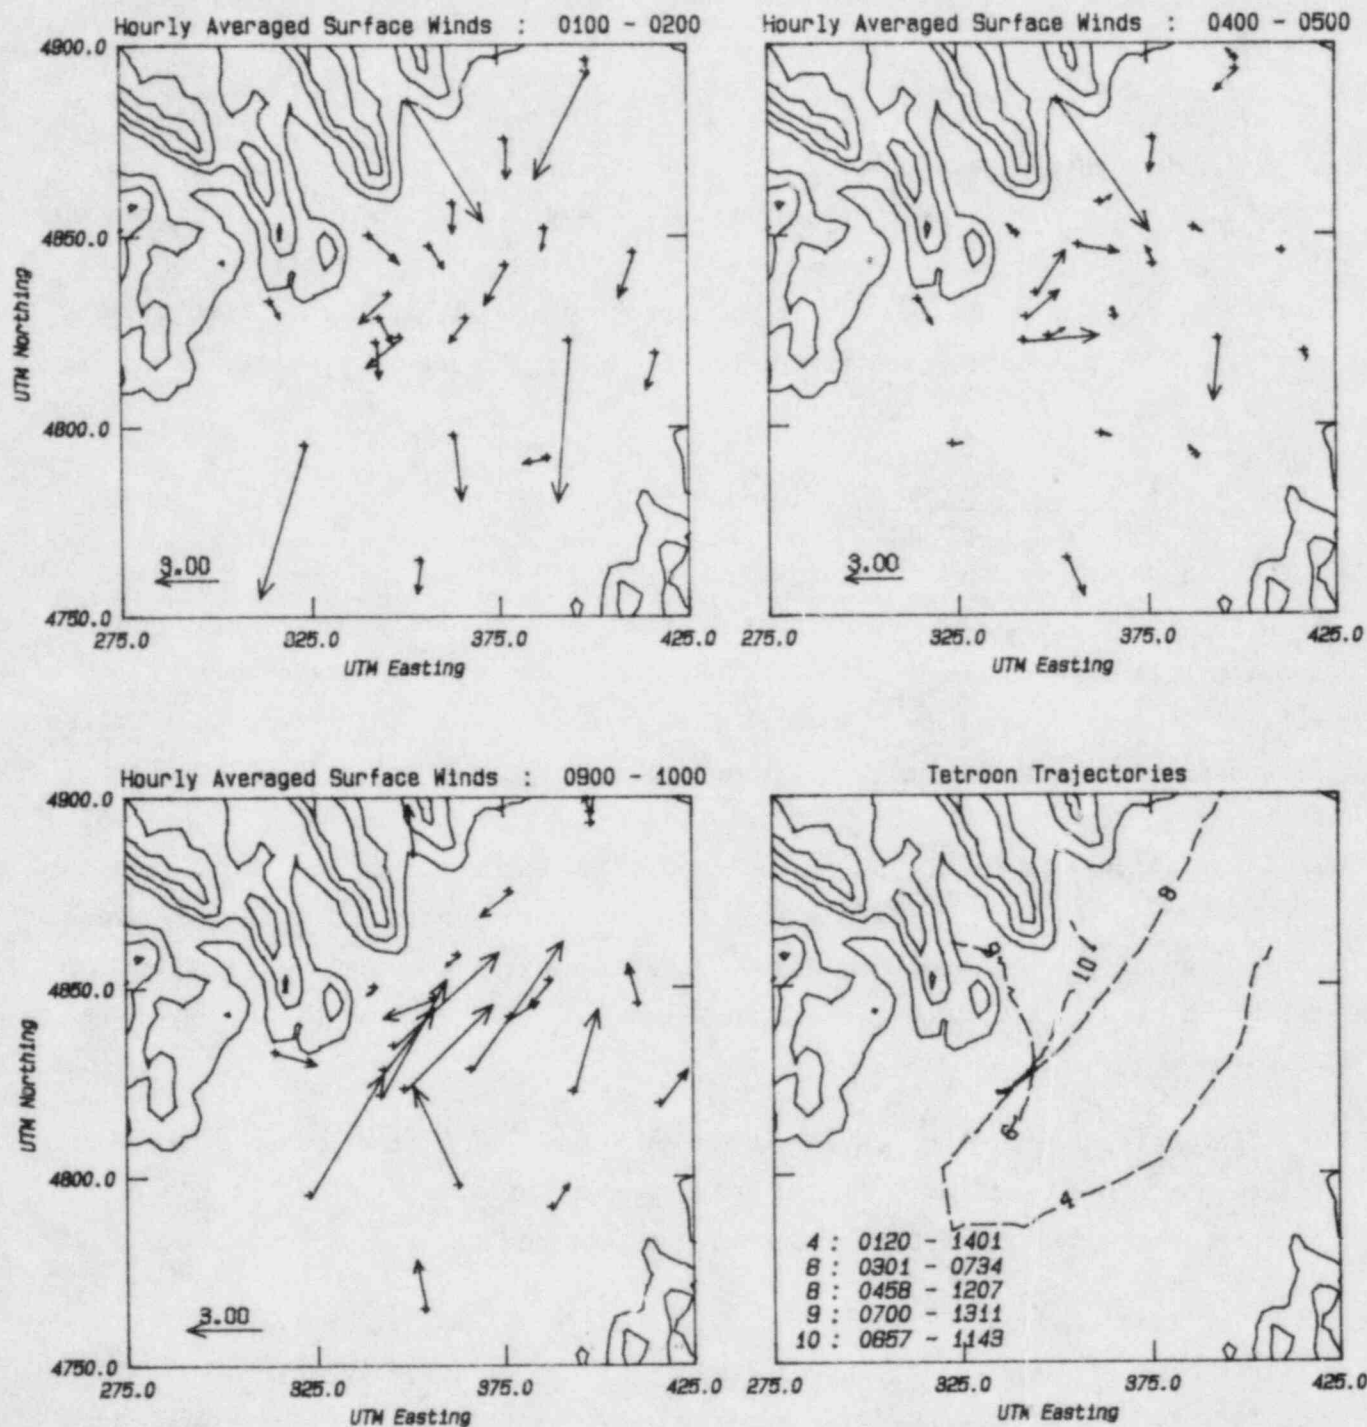 Hourly Averaged Surface Winds : 0100 - 0200
4900.0
4850.0
4800.0
4750.0
UTM Northing
3.00
275.0 325.0 375.0 425.0
UTM Easting
Hourly Averaged Surface Winds : 0400 - 0500
3.00
275.0 325.0 375.0 425.0
UTM Easting
Hourly Averaged Surface Winds : 0900 - 1000
4900.0
4850.0
4800.0
4750.0
UTM Northing
3.00
275.0 325.0 375.0 425.0
UTM Easting
Tetroon Trajectories
9
10
8
6
4
4 : 0120 - 1401
6 : 0301 - 0734
8 : 0458 - 1207
9 : 0700 - 1311
10 : 0657 - 1143
275.0 325.0 375.0 425.0
UTM Easting